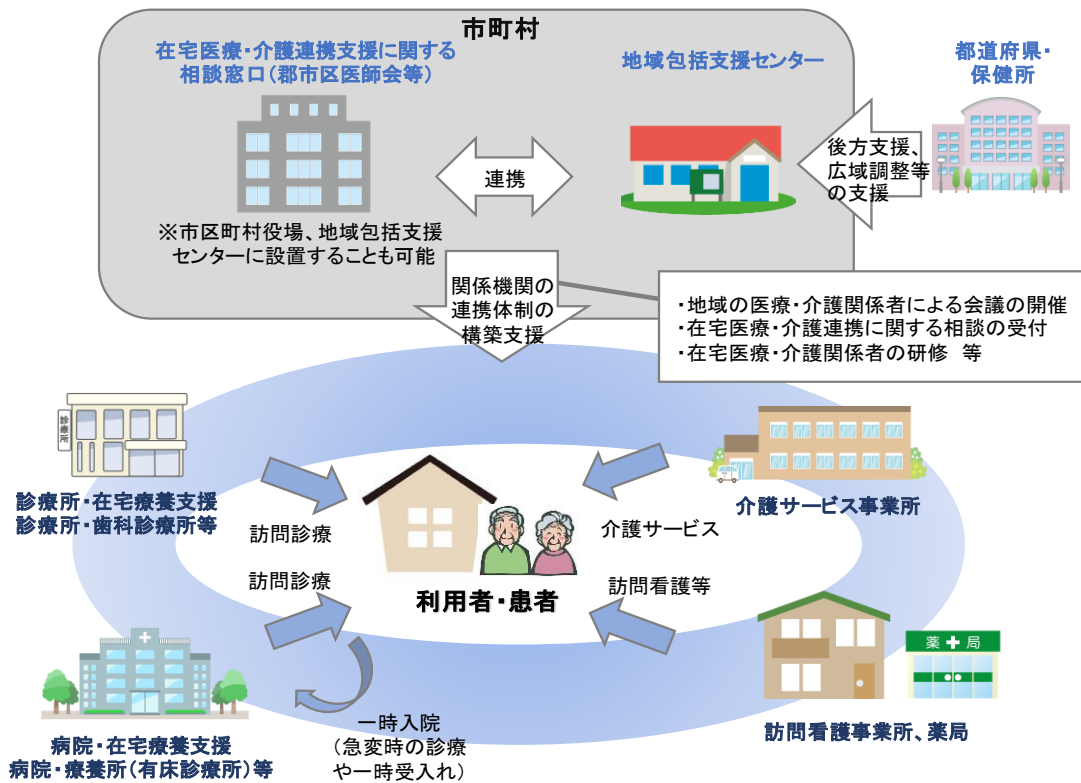 市町村
在宅医療・介護連携支援に関する
相談窓口（郡市区医師会等）
地域包括支援センター
都道府県・
保健所
連携
後方支援、
広域調整等
の支援
※市区町村役場、地域包括支援
センターに設置することも可能
関係機関の
連携体制の
構築支援
・地域の医療・介護関係者による会議の開催
・在宅医療・介護連携に関する相談の受付
・在宅医療・介護関係者の研修　等
診療所
診療所・在宅療養支援
診療所・歯科診療所等
訪問診療
介護サービス
介護サービス事業所
訪問診療
訪問看護等
利用者・患者
薬局
訪問看護事業所、薬局
病院・在宅療養支援
病院・療養所（有床診療所）等
一時入院
（急変時の診療
や一時受入れ）